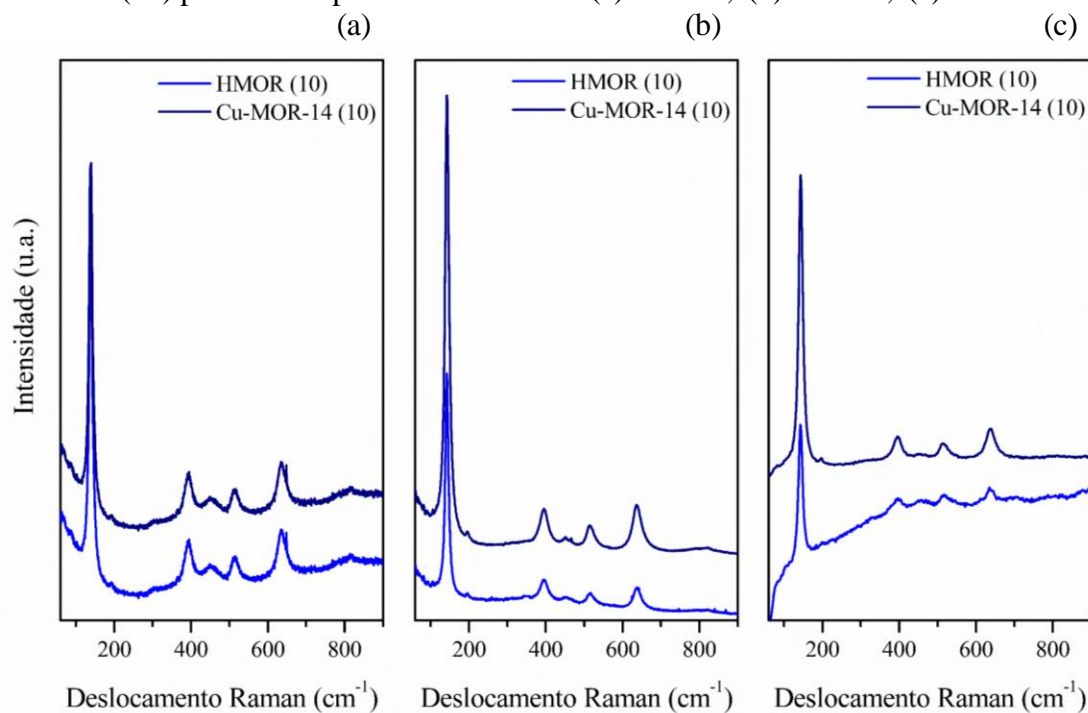 (a) (b) (c)
HMOR (10)
Cu-MOR-14 (10)
HMOR (10)
Cu-MOR-14 (10)
HMOR (10)
Cu-MOR-14 (10)
Intensidade (u.a.)
200 400 600 800 200 400 600 800 200 400 600 800
Deslocamento Raman (cm⁻¹) Deslocamento Raman (cm⁻¹) Deslocamento Raman (cm⁻¹)